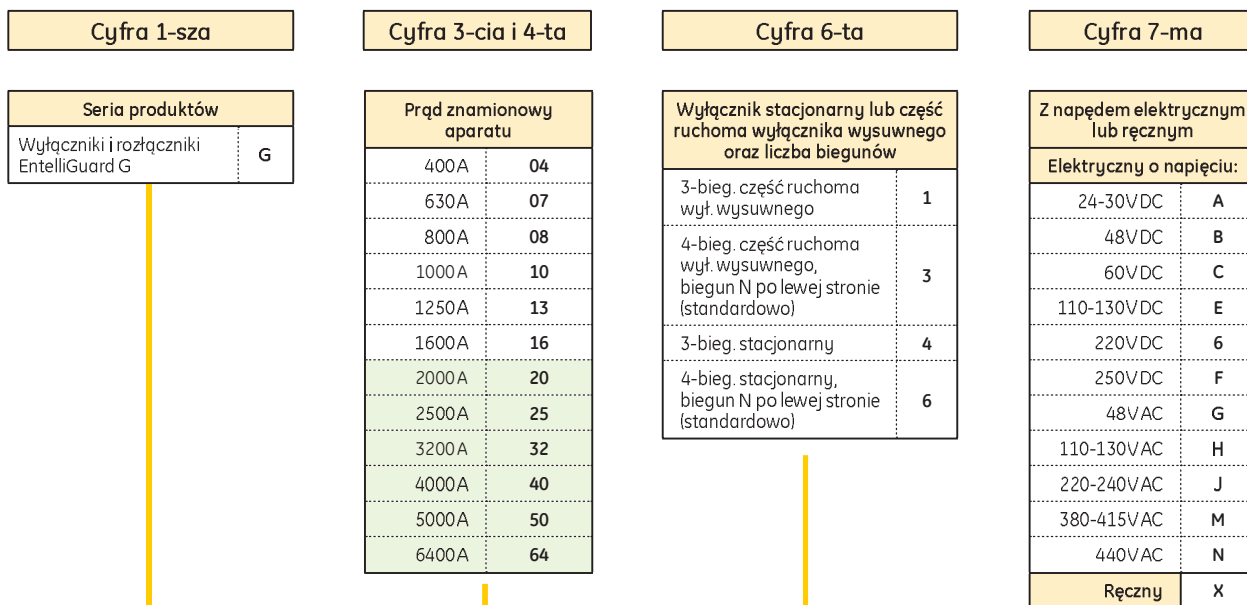 Cyfra 1-sza
Seria produktów
Wyłączniki i rozłączniki
EntelliGuard G
G
Cyfra 3-cia i 4-ta
Prąd znamionowy
aparatu
400A 04
630A 07
800A 08
1000A 10
1250A 13
1600A 16
2000A 20
2500A 25
3200A 32
4000A 40
5000A 50
6400A 64
Cyfra 6-ta
Wyłącznik stacjonarny lub część
ruchoma wyłącznika wysuwnego
oraz liczba biegunów
3-bieg. część ruchoma
wył. wysuwnego
1
4-bieg. część ruchoma
wył. wysuwnego,
biegun N po lewej stronie
(standardowo)
3
3-bieg. stacjonarny 4
4-bieg. stacjonarny,
biegun N po lewej stronie
(standardowo)
6
Cyfra 7-ma
Z napędem elektrycznym
lub ręcznym
Elektryczny o napięciu:
24-30VDC A
48VDC B
60VDC C
110-130VDC E
220VDC 6
250VDC F
48VAC G
110-130VAC H
220-240VAC J
380-415VAC M
440VAC N
Ręczny X